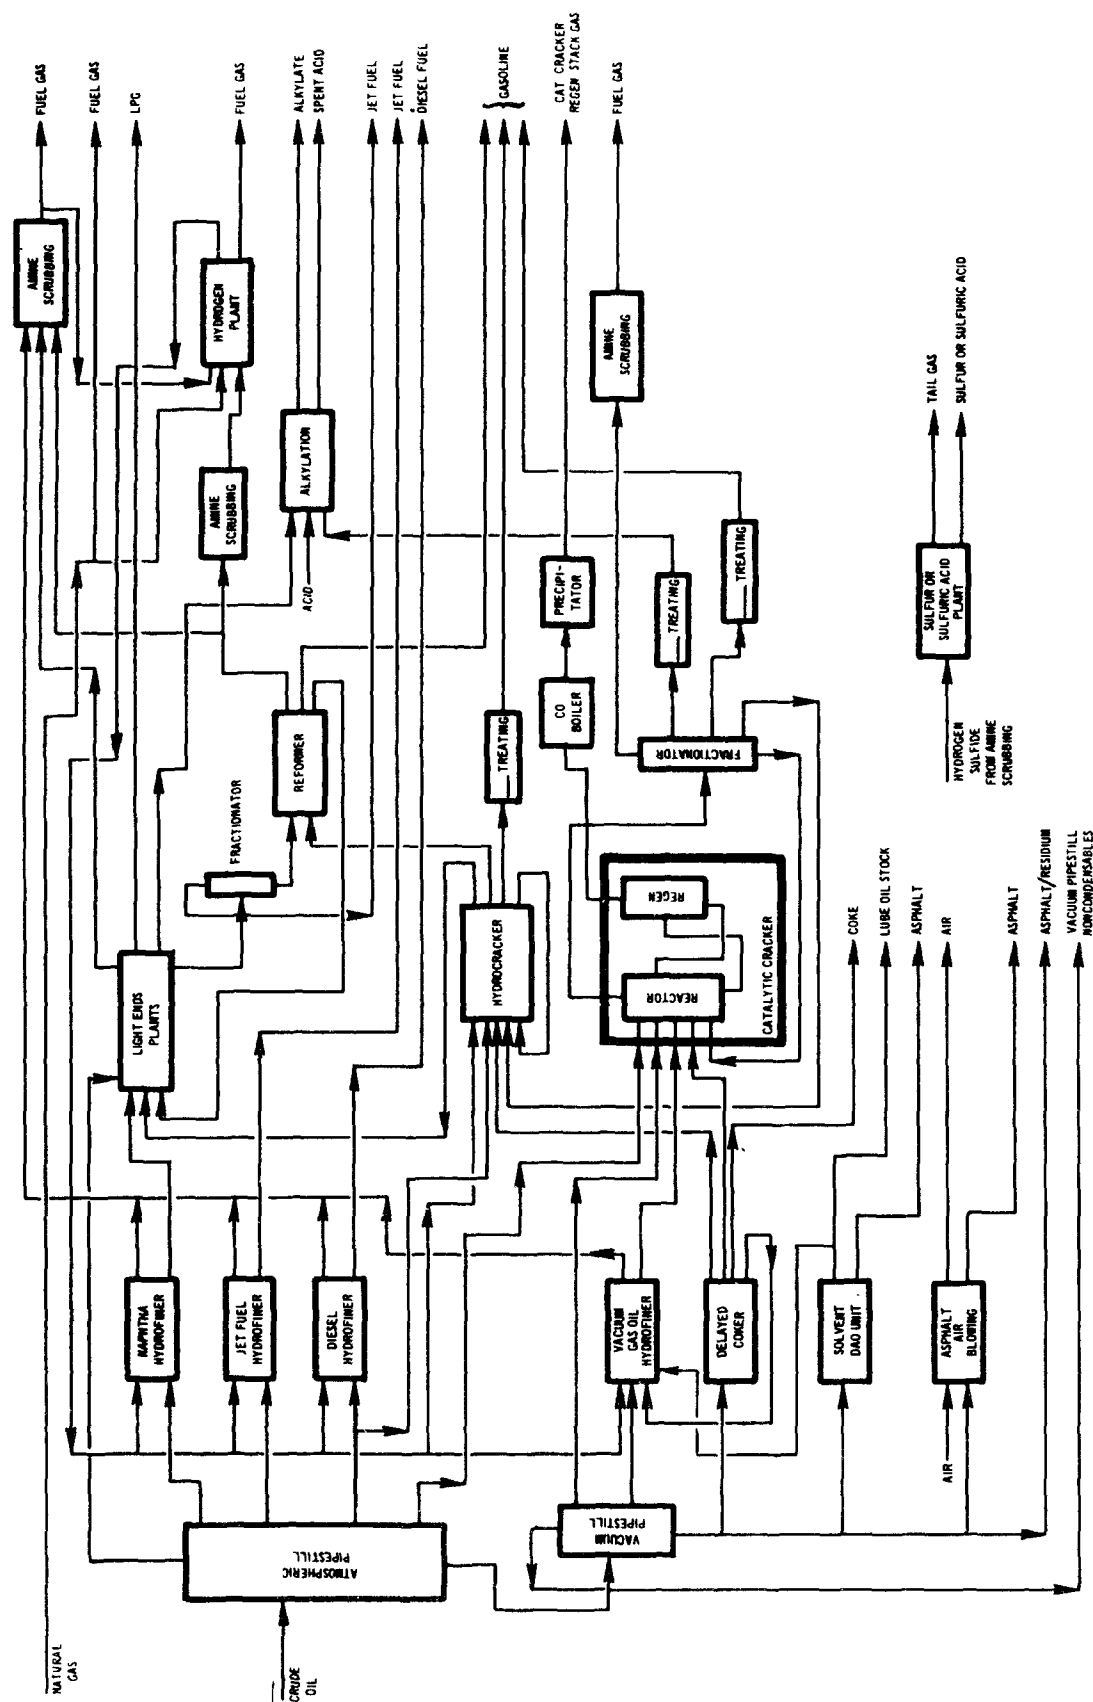 NATURAL
GAS
CRUDE
OIL
ATMOSPHERIC
PIPESTILL
VACUUM
PIPESTILL
NAPHTHA
HYDROFINER
JET FUEL
HYDROFINER
DIESEL
HYDROFINER
VACUUM
GAS OIL
HYDROFINER
DELAYED
COKER
SOLVENT
DAO UNIT
AIR
ASPHALT
AIR
BLOWING
LIGHT ENDS
PLANTS
FRACTIONATOR
REFORMER
HYDROCRACKER
TREATING
REACTOR
REGEN
CATALYTIC CRACKER
CO
BOILER
PRECIPI-
TATOR
FRACTIONATOR
TREATING
TREATING
AMINE
SCRUBBING
AMINE
SCRUBBING
HYDROGEN
PLANT
ACID
ALKYLATION
AMINE
SCRUBBING
HYDROGEN
SULFIDE
FROM AMINE
SCRUBBING
SULFUR OR
SULFURIC ACID
PLANT
TAIL GAS
SULFUR OR SULFURIC ACID
FUEL GAS
FUEL GAS
LPG
FUEL GAS
ALKYLATE
SPENT ACID
JET FUEL
JET FUEL
DIESEL FUEL
GASOLINE
CAT CRACKER
REGEN STACK GAS
FUEL GAS
COKE
LUBE OIL STOCK
ASPHALT
AIR
ASPHALT
ASPHALT/RESIDIUM
VACUUM PIPESTILL
NONCONDENSABLES